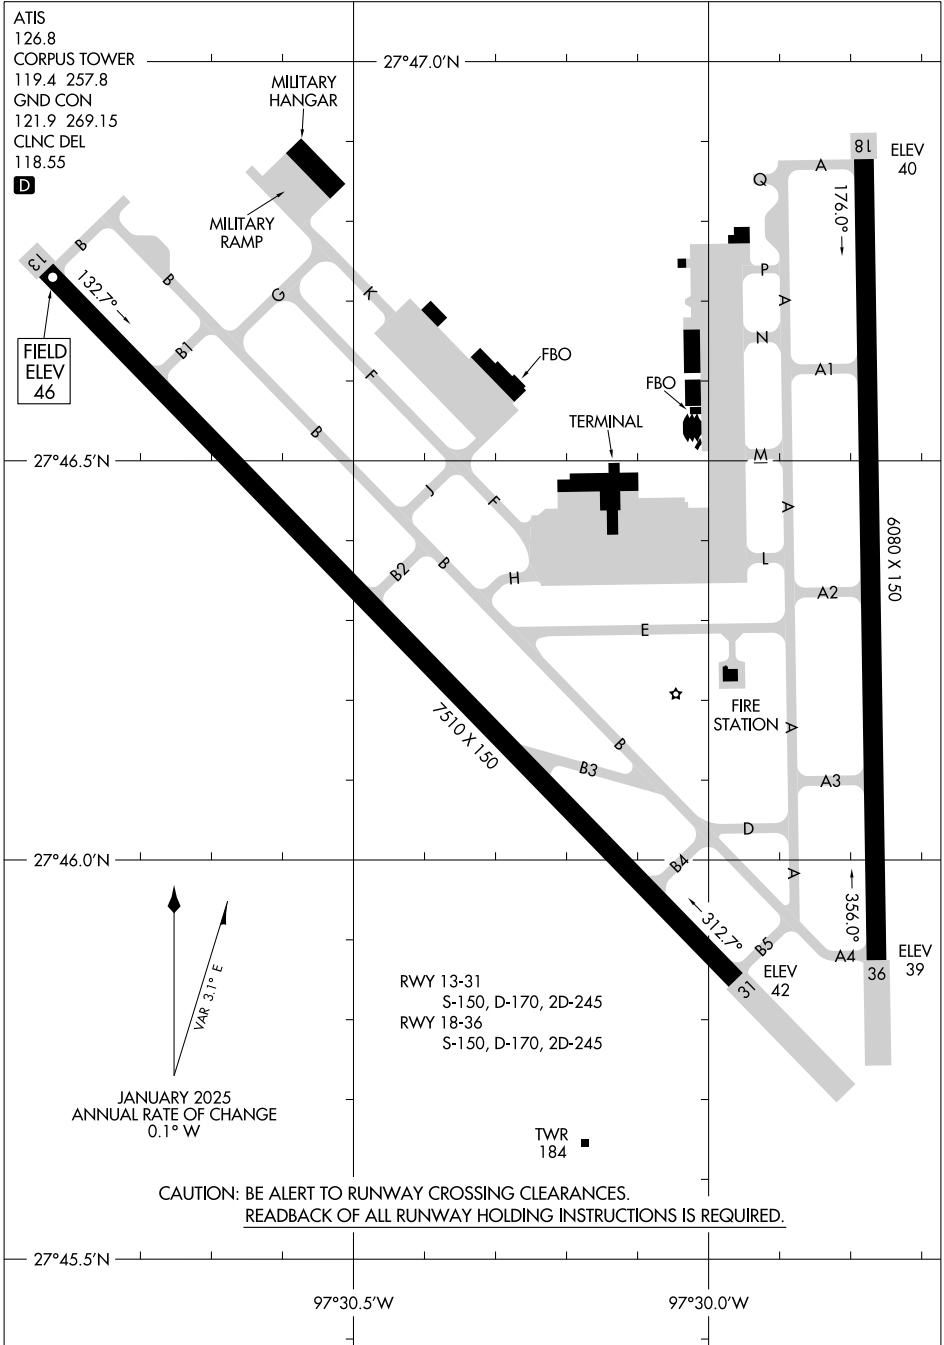 ATIS
126.8
CORPUS TOWER
119.4 257.8
GND CON
121.9 269.15
CLNC DEL
118.55
D
27°47.0'N
MILITARY
HANGAR
MILITARY
RAMP
18
ELEV
40
A
Q
176.0°
13
B
132.7°
B
G
K
P
A
N
A1
FIELD
ELEV
46
B1
F
FBO
FBO
B
TERMINAL
27°46.5'N
M
J
F
A
6080 X 150
B2
B
H
L
A2
E
FIRE
STATION
7510 X 150
B
A
B3
A3
D
27°46.0'N
B4
A
356.0°
312.7°
B5
A4
36
ELEV
39
31
ELEV
42
VAR 3.1° E
RWY 13-31
S-150, D-170, 2D-245
RWY 18-36
S-150, D-170, 2D-245
JANUARY 2025
ANNUAL RATE OF CHANGE
0.1° W
TWR
184
CAUTION: BE ALERT TO RUNWAY CROSSING CLEARANCES.
READBACK OF ALL RUNWAY HOLDING INSTRUCTIONS IS REQUIRED.
27°45.5'N
97°30.5'W
97°30.0'W